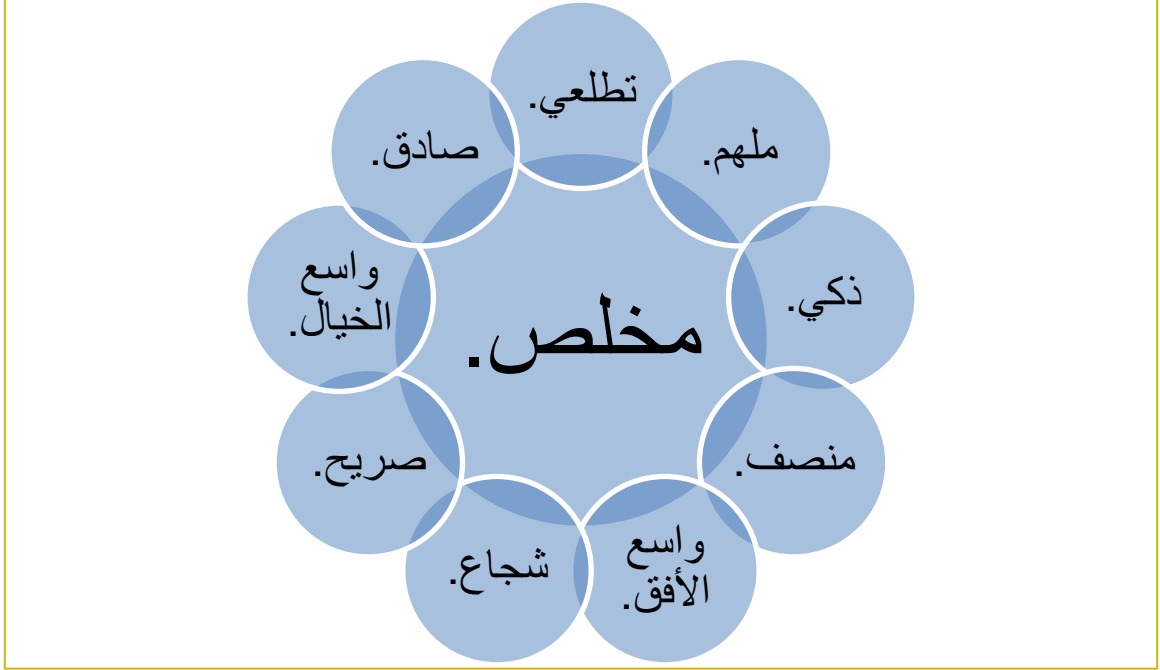 تطلعي.
ملهم.
ذكي.
منصف.
واسع
الأفق.
شجاع.
صريح.
واسع
الخيال.
صادق.
مخلص.